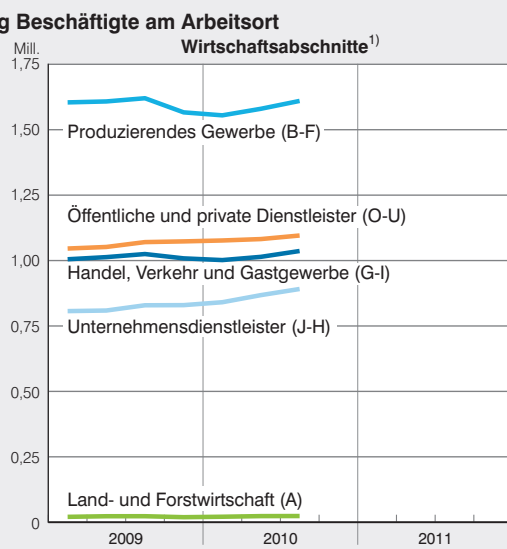 g Beschäftigte am Arbeitsort
Mill.
Wirtschaftsabschnitte1)
1,75
1,50
Produzierendes Gewerbe (B-F)
1,25
Öffentliche und private Dienstleister (O-U)
1,00
Handel, Verkehr und Gastgewerbe (G-I)
0,75
Unternehmensdienstleister (J-H)
0,50
0,25
Land- und Forstwirtschaft (A)
0
2009 2010 2011